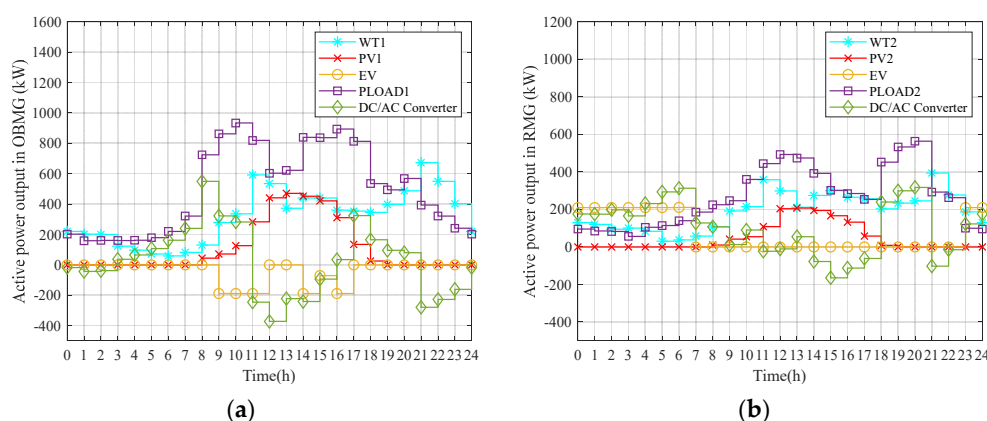 1600
1400
1200
1000
800
600
400
200
0
-200
-400
Active power output in OBMG (kW)
WT1
PV1
EV
PLOAD1
DC/AC Converter
0 1 2 3 4 5 6 7 8 9 10 11 12 13 14 15 16 17 18 19 20 21 22 23 24
Time(h)
(a)
1200
1000
800
600
400
200
0
-200
-400
Active power output in RMG (kW)
WT2
PV2
EV
PLOAD2
DC/AC Converter
0 1 2 3 4 5 6 7 8 9 10 11 12 13 14 15 16 17 18 19 20 21 22 23 24
Time(h)
(b)